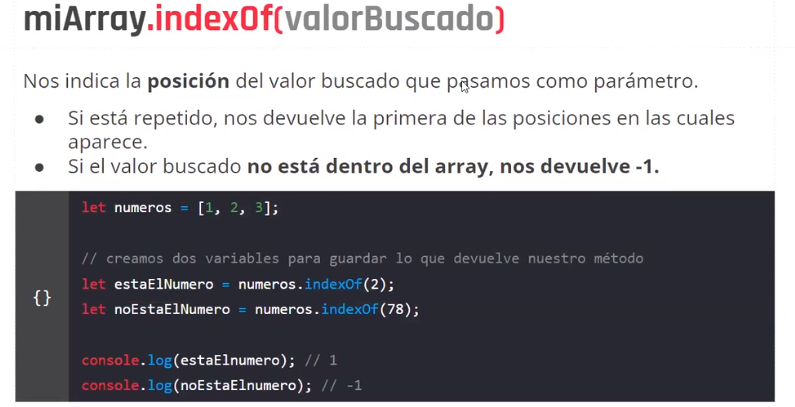 miArray.indexOf(valorBuscado)
Nos indica la posición del valor buscado que pasamos como parámetro.
● Si está repetido, nos devuelve la primera de las posiciones en las cuales
aparece.
● Si el valor buscado no está dentro del array, nos devuelve -1.
let numeros = [1, 2, 3];
// creamos dos variables para guardar lo que devuelve nuestro método
let estaElNumero = numeros.indexOf(2);
{}
let noEstaElNumero = numeros.indexOf(78);
console.log(estaElnumero); // 1
console.log(noEstaElnumero); // -1